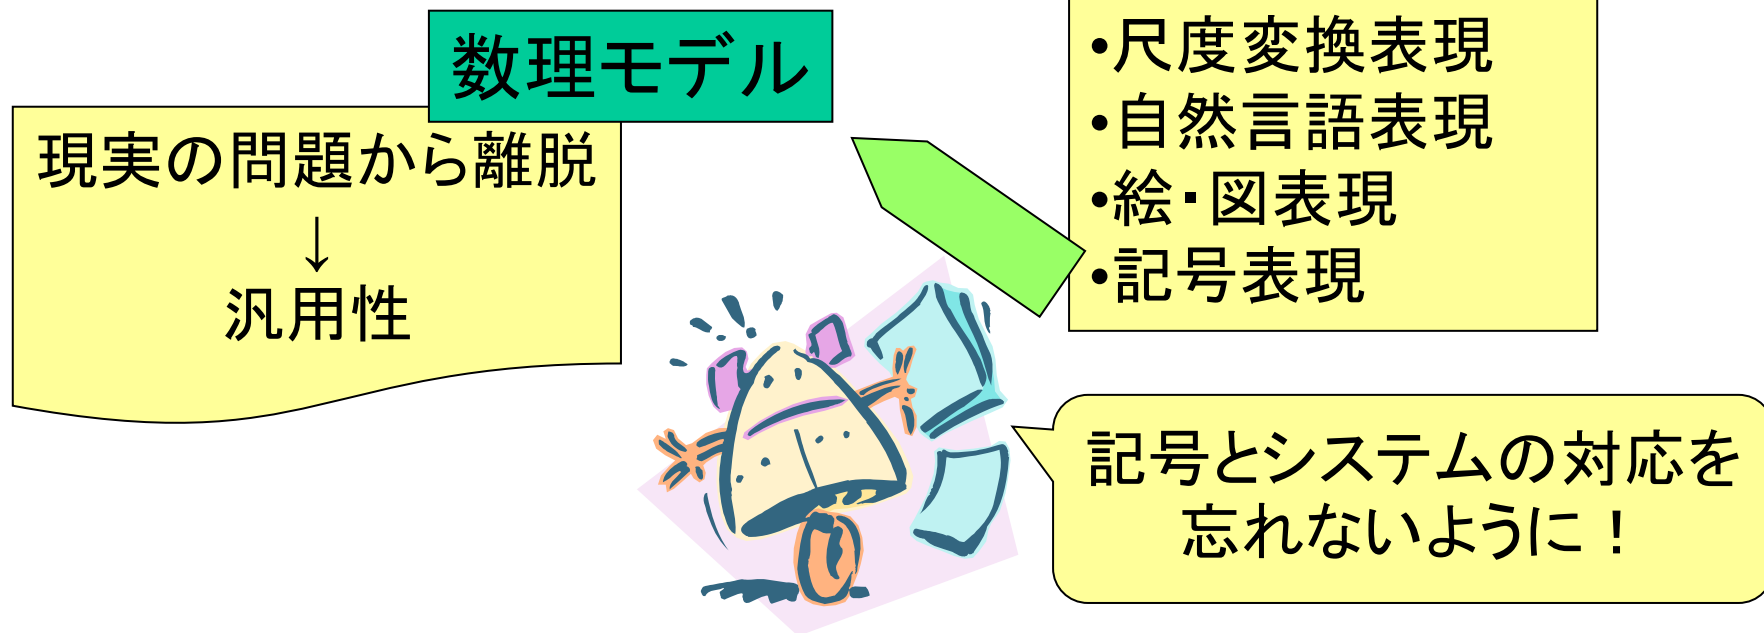 数理モデル
現実の問題から離脱
↓
汎用性
•尺度変換表現
•自然言語表現
•絵・図表現
•記号表現
記号とシステムの対応を
忘れないように！